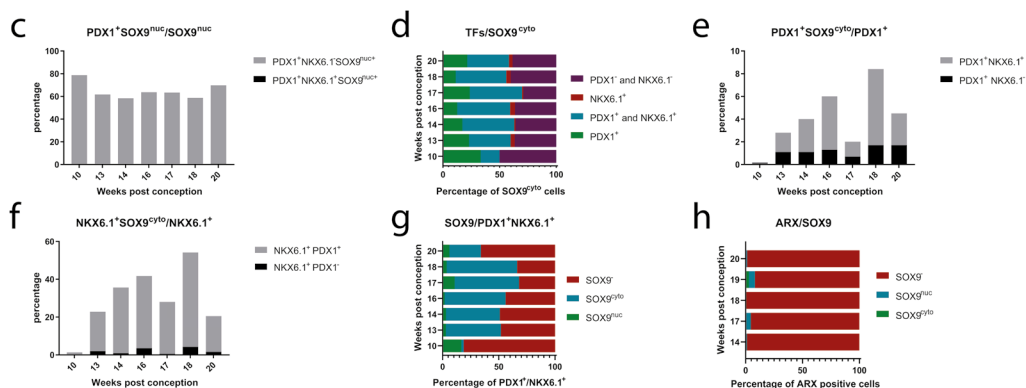 c
PDX1⁺SOX9ⁿᵘᶜ/SOX9ⁿᵘᶜ
percentage
100
80
60
40
20
0
10 13 14 16 17 18 20
Weeks post conception
PDX1⁺NKX6.1⁻SOX9ⁿᵘᶜ⁺
PDX1⁺NKX6.1⁺SOX9ⁿᵘᶜ⁺
d
TFs/SOX9ᶜʸᵗᵒ
Weeks post conception
20
18
17
16
14
13
10
0 50 100
Percentage of SOX9ᶜʸᵗᵒ cells
PDX1⁻ and NKX6.1⁻
NKX6.1⁺
PDX1⁺ and NKX6.1⁺
PDX1⁺
e
PDX1⁺SOX9ᶜʸᵗᵒ/PDX1⁺
percentage
10
8
6
4
2
0
10 13 14 16 17 18 20
Weeks post conception
PDX1⁺NKX6.1⁺
PDX1⁺ NKX6.1⁻
f
NKX6.1⁺SOX9ᶜʸᵗᵒ/NKX6.1⁺
percentage
60
40
20
0
10 13 14 16 17 18 20
Weeks post conception
NKX6.1⁺ PDX1⁺
NKX6.1⁺ PDX1⁻
g
SOX9/PDX1⁺NKX6.1⁺
Weeks post conception
20
18
17
16
14
13
10
0 50 100
Percentage of PDX1⁺/NKX6.1⁺
SOX9⁻
SOX9ᶜʸᵗᵒ
SOX9ⁿᵘᶜ
h
ARX/SOX9
Weeks post conception
20
19
18
17
14
0 50 100
Percentage of ARX positive cells
SOX9⁻
SOX9ⁿᵘᶜ
SOX9ᶜʸᵗᵒ